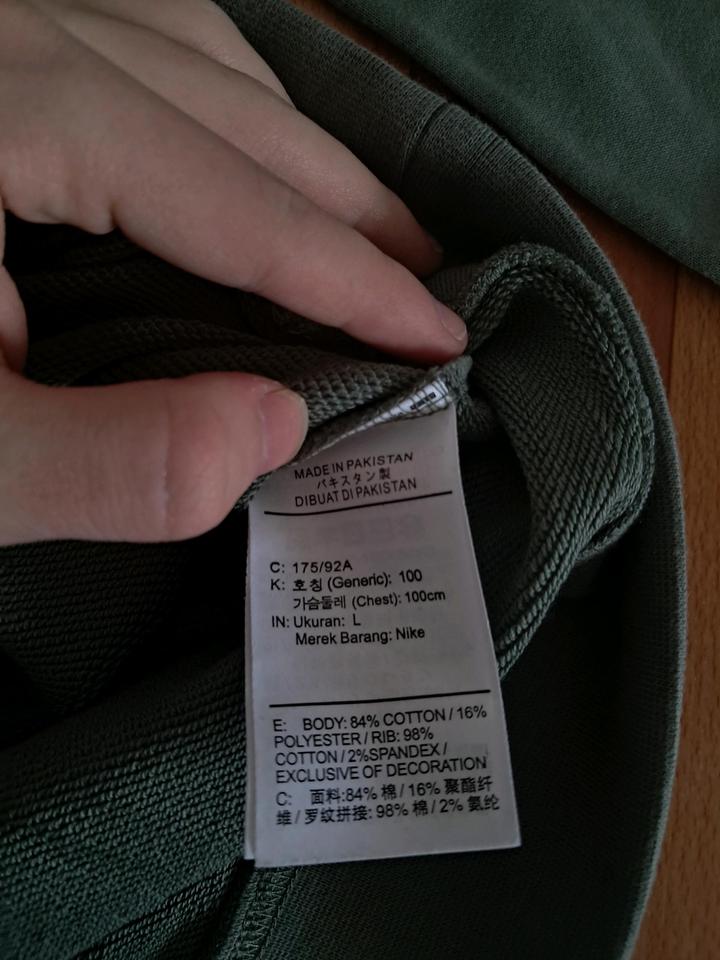 MADE IN PAKISTAN
パキスタン製
DIBUAT DI PAKISTAN
C: 175/92A
K: 호칭 (Generic): 100
가슴둘레 (Chest): 100cm
IN: Ukuran: L
Merek Barang: Nike
E: BODY: 84% COTTON / 16%
POLYESTER / RIB: 98%
COTTON / 2%SPANDEX /
EXCLUSIVE OF DECORATION
C: 面料:84% 棉 / 16% 聚酯纤
维 / 罗纹拼接: 98% 棉 / 2% 氨纶